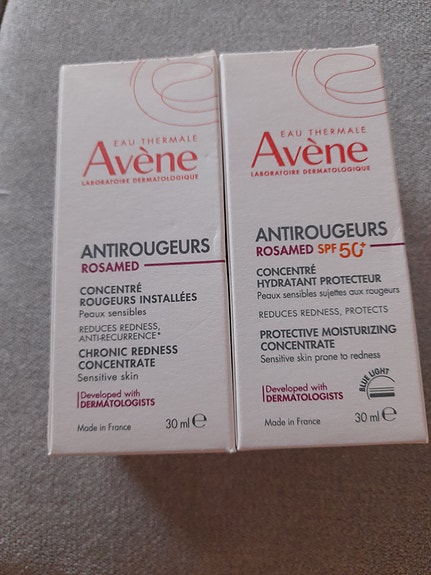 EAU THERMALE
Avène
LABORATOIRE DERMATOLOGIQUE
ANTIROUGEURS
ROSAMED
CONCENTRÉ
ROUGEURS INSTALLÉES
Peaux sensibles
REDUCES REDNESS,
ANTI-RECURRENCE*
CHRONIC REDNESS
CONCENTRATE
Sensitive skin
Developed with
DERMATOLOGISTS
Made in France
30 ml e
EAU THERMALE
Avène
LABORATOIRE DERMATOLOGIQUE
ANTIROUGEURS
ROSAMED SPF 50+
CONCENTRÉ
HYDRATANT PROTECTEUR
Peaux sensibles sujettes aux rougeurs
REDUCES REDNESS, PROTECTS
PROTECTIVE MOISTURIZING
CONCENTRATE
Sensitive skin prone to redness
Developed with
DERMATOLOGISTS
BLUE LIGHT
Made in France
30 ml e